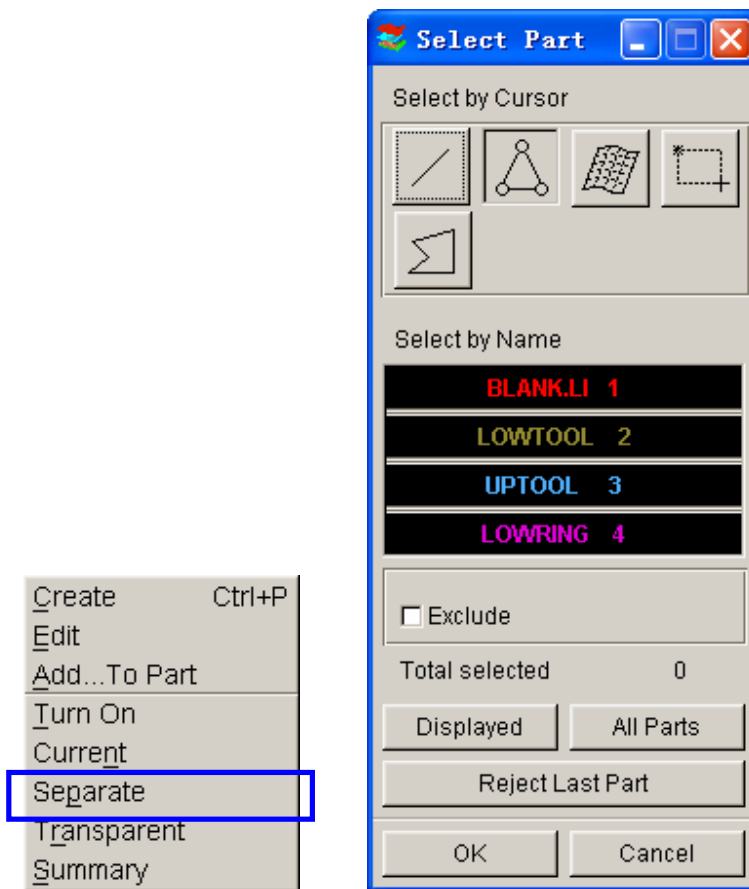 Create Ctrl+P
Edit
Add...To Part
Turn On
Current
Separate
Transparent
Summary
Select Part
Select by Cursor
Select by Name
BLANK.LI 1
LOWTOOL 2
UPTOOL 3
LOWRING 4
Exclude
Total selected 0
Displayed All Parts
Reject Last Part
OK Cancel